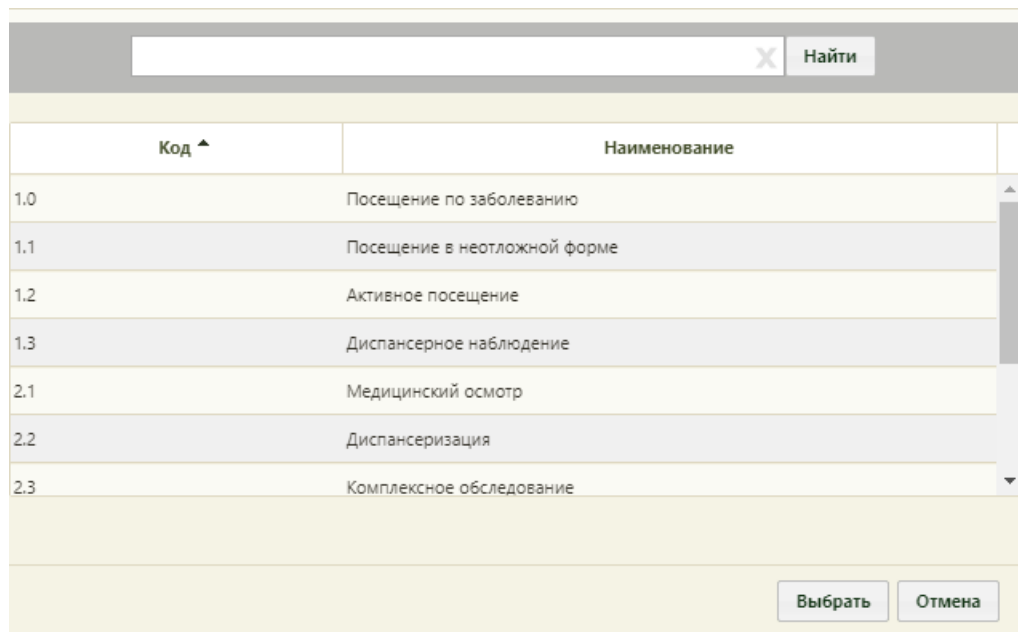 X Найти
Код Наименование
1.0 Посещение по заболеванию
1.1 Посещение в неотложной форме
1.2 Активное посещение
1.3 Диспансерное наблюдение
2.1 Медицинский осмотр
2.2 Диспансеризация
2.3 Комплексное обследование
Выбрать Отмена